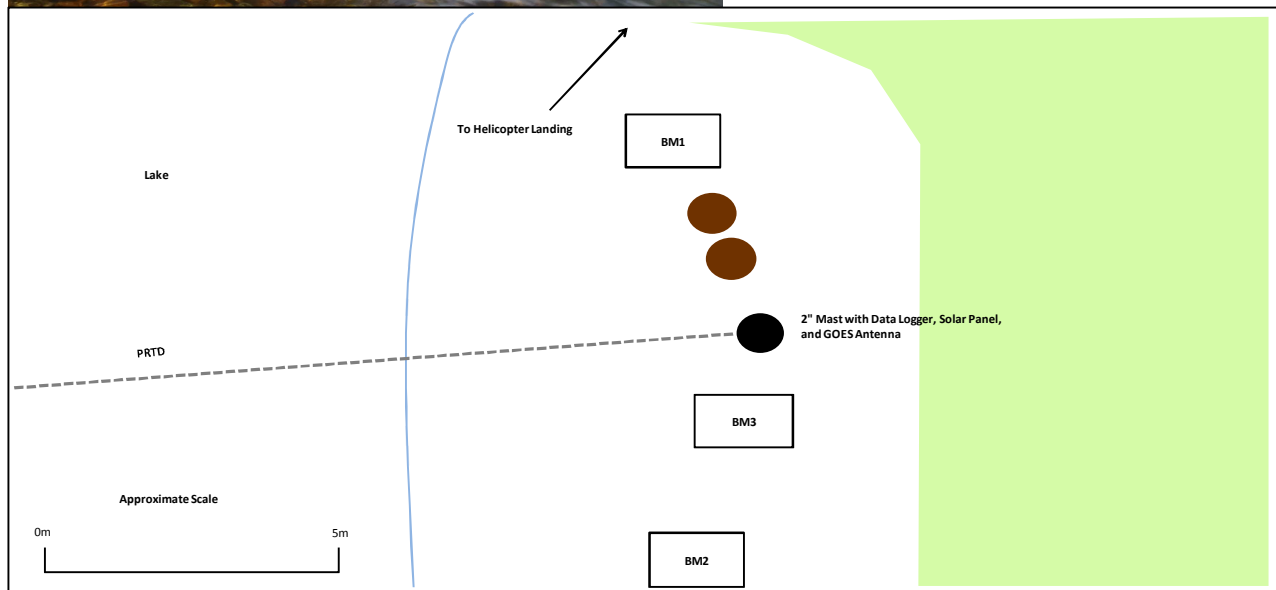 To Helicopter Landing
BM1
Lake
2" Mast with Data Logger, Solar Panel,
and GOES Antenna
PRTD
BM3
Approximate Scale
0m 5m
BM2